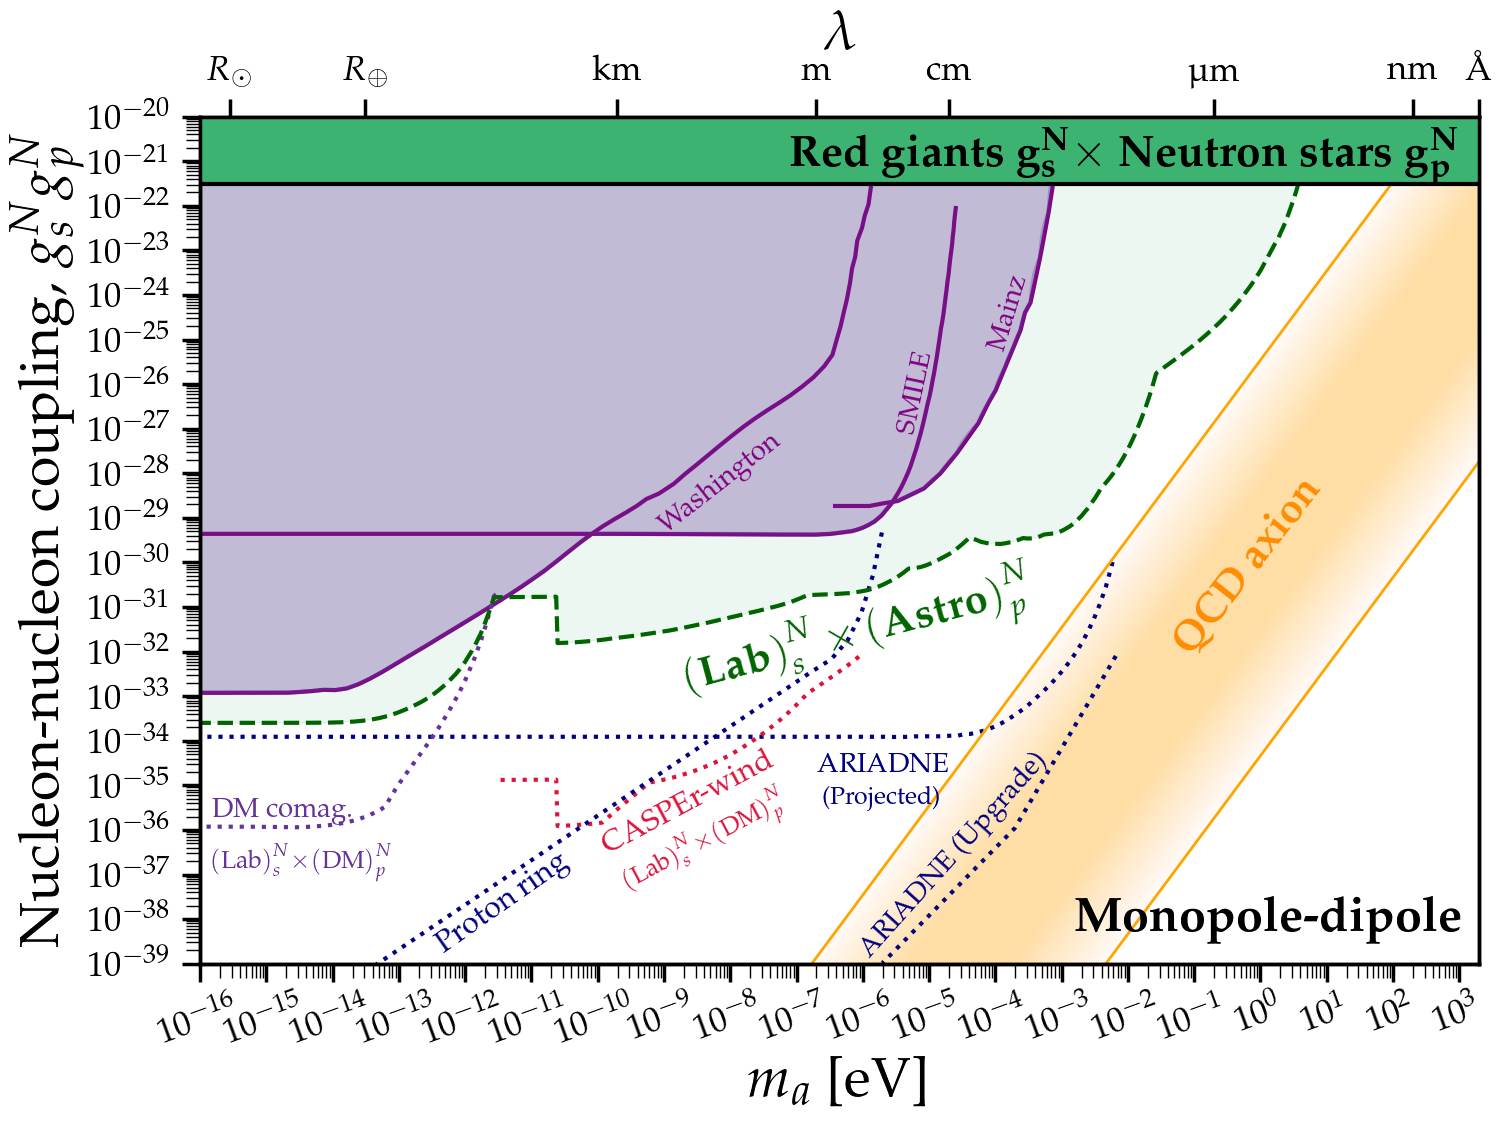 λ
R⊙ R⊕ km m cm µm nm Å
Nucleon-nucleon coupling, g_s^N g_p^N
10^−20
10^−21
10^−22
10^−23
10^−24
10^−25
10^−26
10^−27
10^−28
10^−29
10^−30
10^−31
10^−32
10^−33
10^−34
10^−35
10^−36
10^−37
10^−38
10^−39
Red giants g_s^N × Neutron stars g_p^N
Mainz
SMILE
Washington
QCD axion
(Lab)_s^N × (Astro)_p^N
ARIADNE
(Projected)
CASPEr-wind
(Lab)_s^N × (DM)_p^N
DM comag.
(Lab)_s^N × (DM)_p^N
Proton ring
ARIADNE (Upgrade)
Monopole-dipole
10^−16 10^−15 10^−14 10^−13 10^−12 10^−11 10^−10 10^−9 10^−8 10^−7 10^−6 10^−5 10^−4 10^−3 10^−2 10^−1 10^0 10^1 10^2 10^3
m_a [eV]